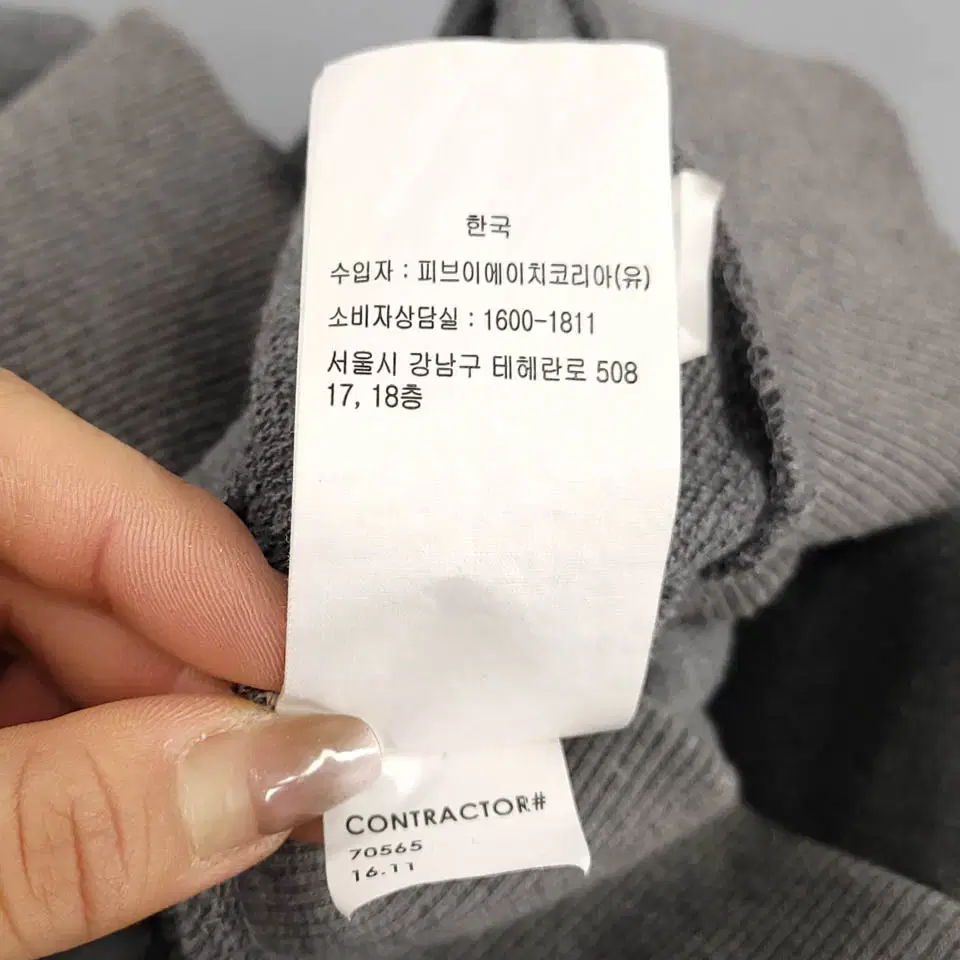 한국
수입자 : 피브이에이치코리아(유)
소비자상담실 : 1600-1811
서울시 강남구 테헤란로 508
17, 18층
CONTRACTOR#
70565
16.11